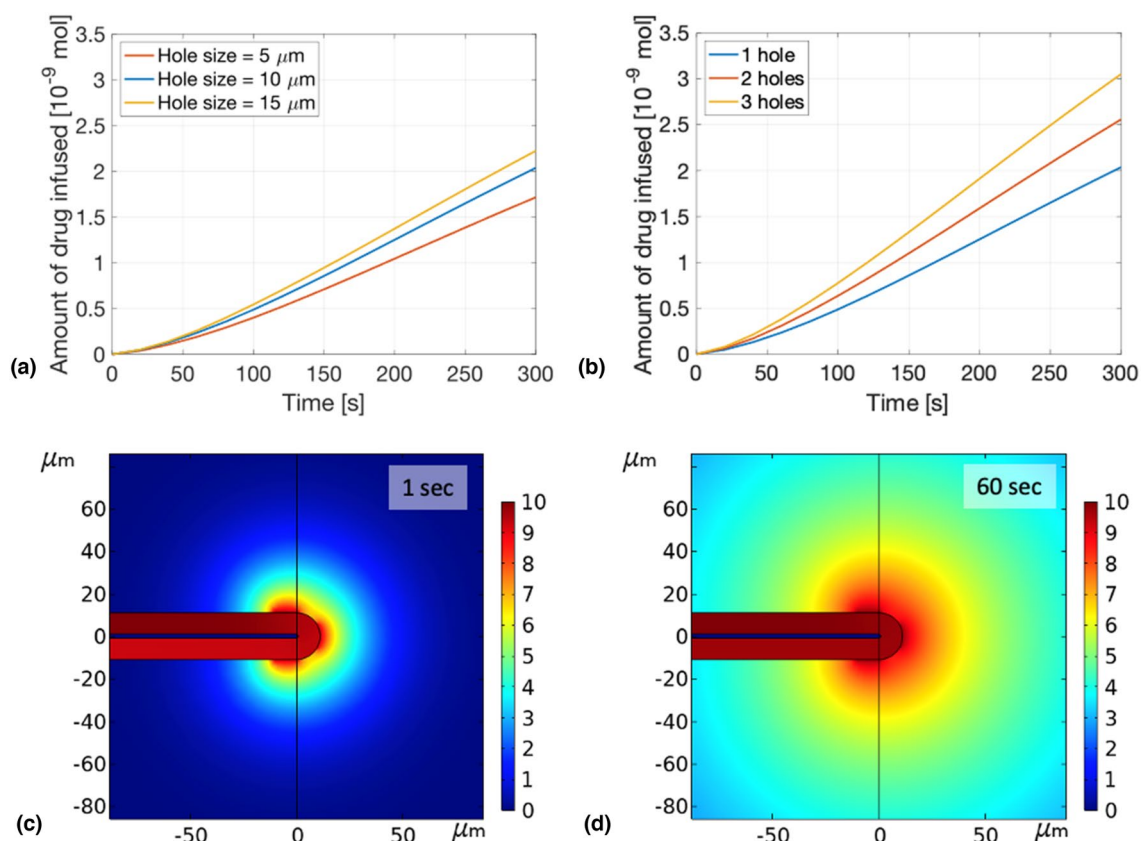 Amount of drug infused [10⁻⁹ mol]
3.5
3
2.5
2
1.5
1
0.5
0
Hole size = 5 μm
Hole size = 10 μm
Hole size = 15 μm
0 50 100 150 200 250 300
Time [s]
(a)
Amount of drug infused [10⁻⁹ mol]
3.5
3
2.5
2
1.5
1
0.5
0
1 hole
2 holes
3 holes
0 50 100 150 200 250 300
Time [s]
(b)
μm
60
40
20
0
-20
-40
-60
-80
1 sec
10
9
8
7
6
5
4
3
2
1
0
-50 0 50 μm
(c)
μm
60
40
20
0
-20
-40
-60
-80
60 sec
10
9
8
7
6
5
4
3
2
1
0
-50 0 50 μm
(d)